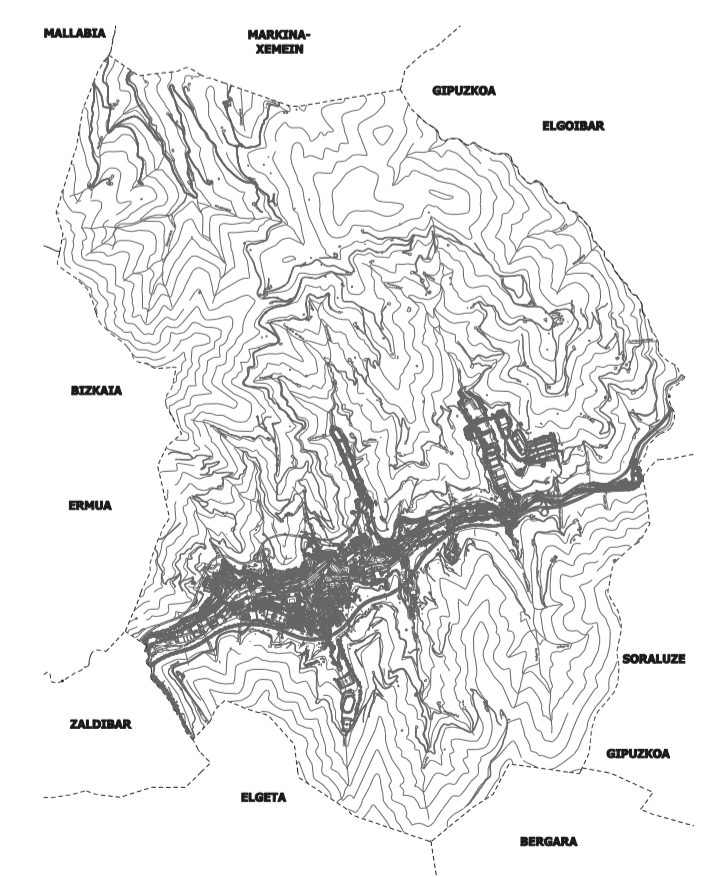 MALLABIA
MARKINA-
XEMEIN
GIPUZKOA
ELGOIBAR
BIZKAIA
ERMUA
SORALUZE
ZALDIBAR
GIPUZKOA
ELGETA
BERGARA